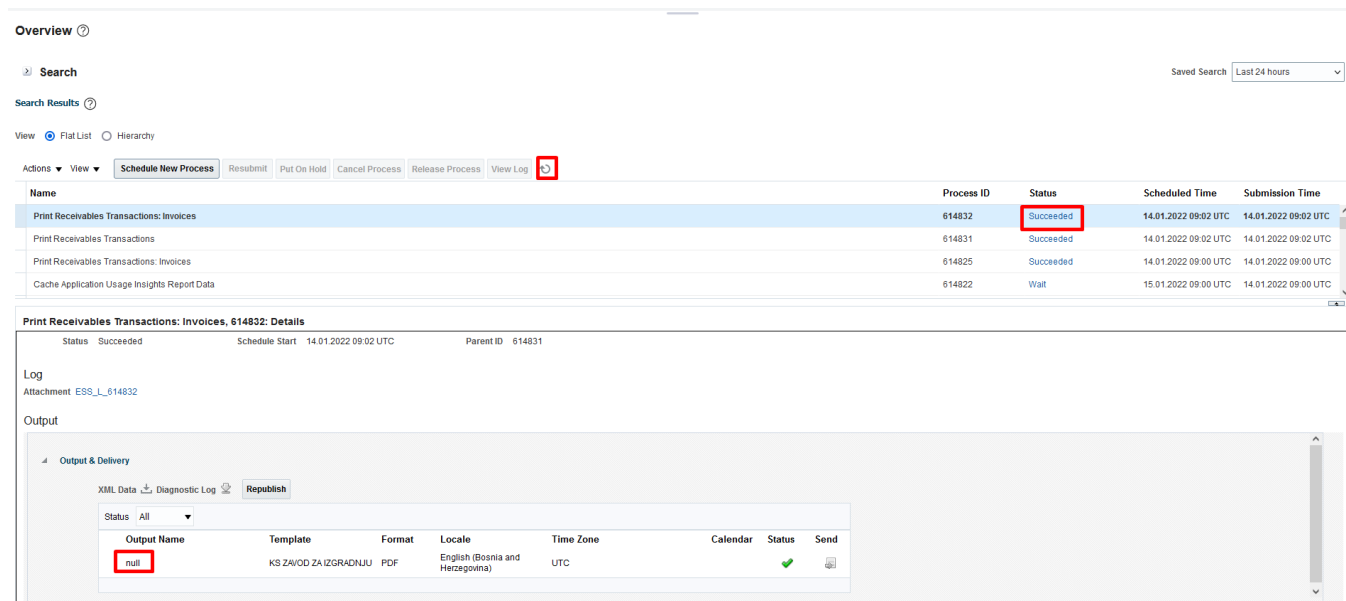 Overview
Search
Saved Search Last 24 hours
Search Results
View Flat List Hierarchy
Actions View Schedule New Process Resubmit Put On Hold Cancel Process Release Process View Log
Name Process ID Status Scheduled Time Submission Time
Print Receivables Transactions: Invoices 614832 Succeeded 14.01.2022 09:02 UTC 14.01.2022 09:02 UTC
Print Receivables Transactions 614831 Succeeded 14.01.2022 09:02 UTC 14.01.2022 09:02 UTC
Print Receivables Transactions: Invoices 614825 Succeeded 14.01.2022 09:00 UTC 14.01.2022 09:00 UTC
Cache Application Usage Insights Report Data 614822 Wait 15.01.2022 09:00 UTC 14.01.2022 09:00 UTC
Print Receivables Transactions: Invoices, 614832: Details
Status Succeeded Schedule Start 14.01.2022 09:02 UTC Parent ID 614831
Log
Attachment ESS_L_614832
Output
Output & Delivery
XML Data Diagnostic Log Republish
Status All
Output Name Template Format Locale Time Zone Calendar Status Send
null KS ZAVOD ZA IZGRADNJU PDF English (Bosnia and Herzegovina) UTC